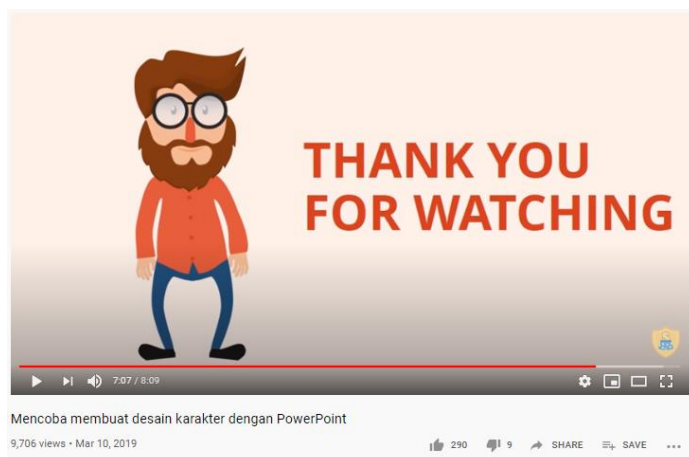 THANK YOU
FOR WATCHING
7:07 / 8:09
Mencoba membuat desain karakter dengan PowerPoint
9,706 views • Mar 10, 2019
290 9 SHARE SAVE